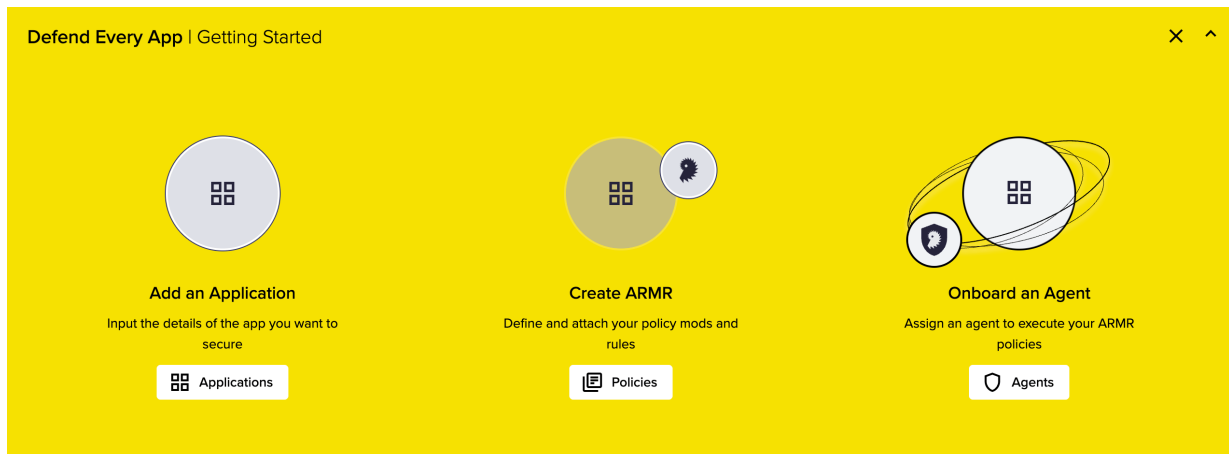 Defend Every App | Getting Started
Add an Application
Input the details of the app you want to
secure
Applications
Create ARMR
Define and attach your policy mods and
rules
Policies
Onboard an Agent
Assign an agent to execute your ARMR
policies
Agents